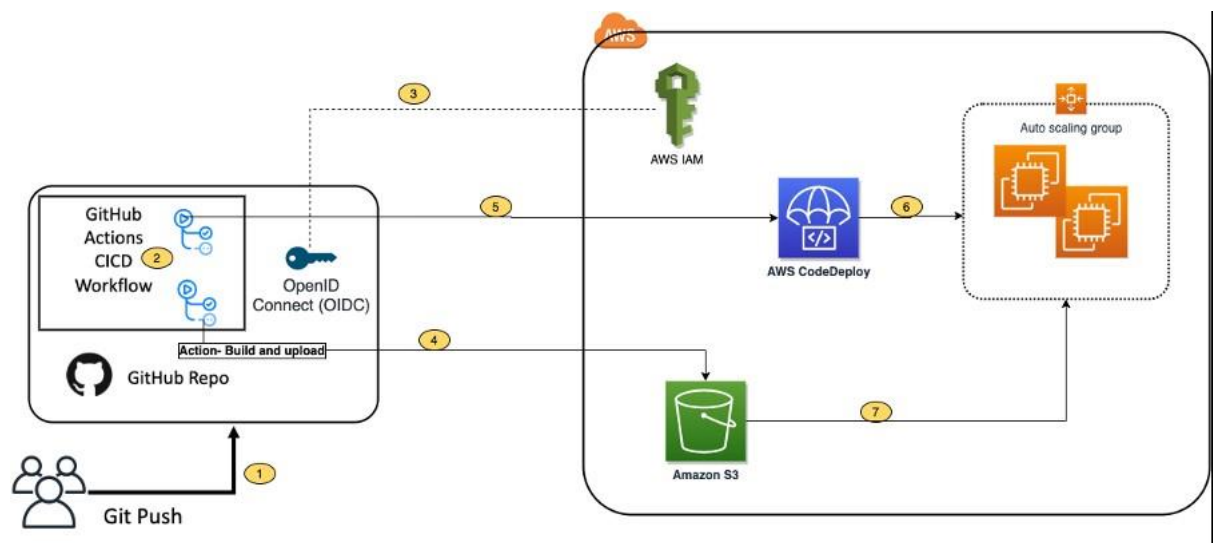 AWS
3
Auto scaling group
AWS IAM
GitHub
Actions
CICD
Workflow
2
5
6
OpenID
Connect (OIDC)
AWS CodeDeploy
Action- Build and upload
4
GitHub Repo
7
1
Amazon S3
Git Push